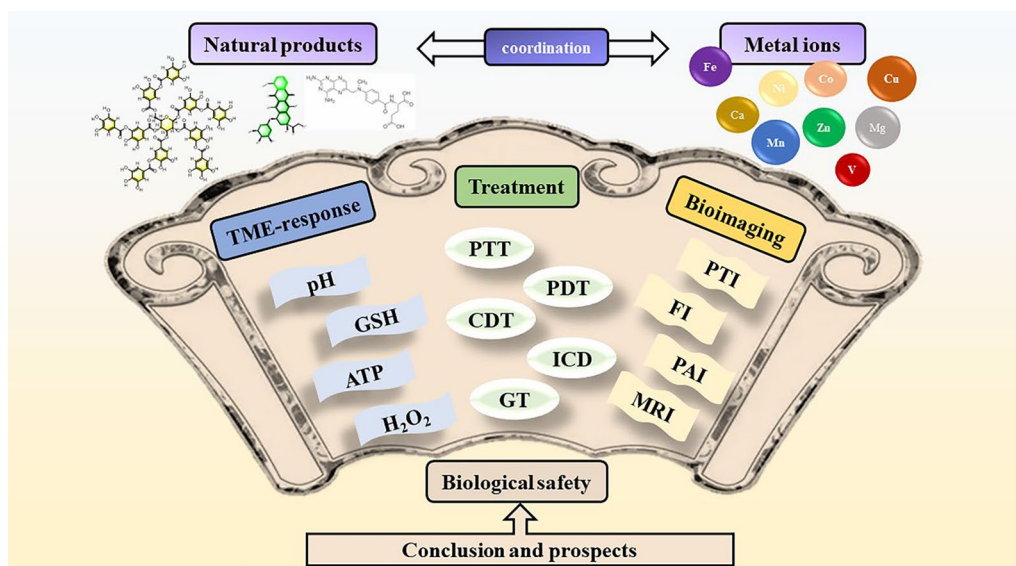 Natural products
coordination
Metal ions
Fe
Ni
Co
Cu
Ca
Mn
Zn
Mg
V
TME-response
pH
GSH
ATP
H₂O₂
Treatment
PTT
PDT
CDT
ICD
GT
Bioimaging
PTI
FI
PAI
MRI
Biological safety
Conclusion and prospects